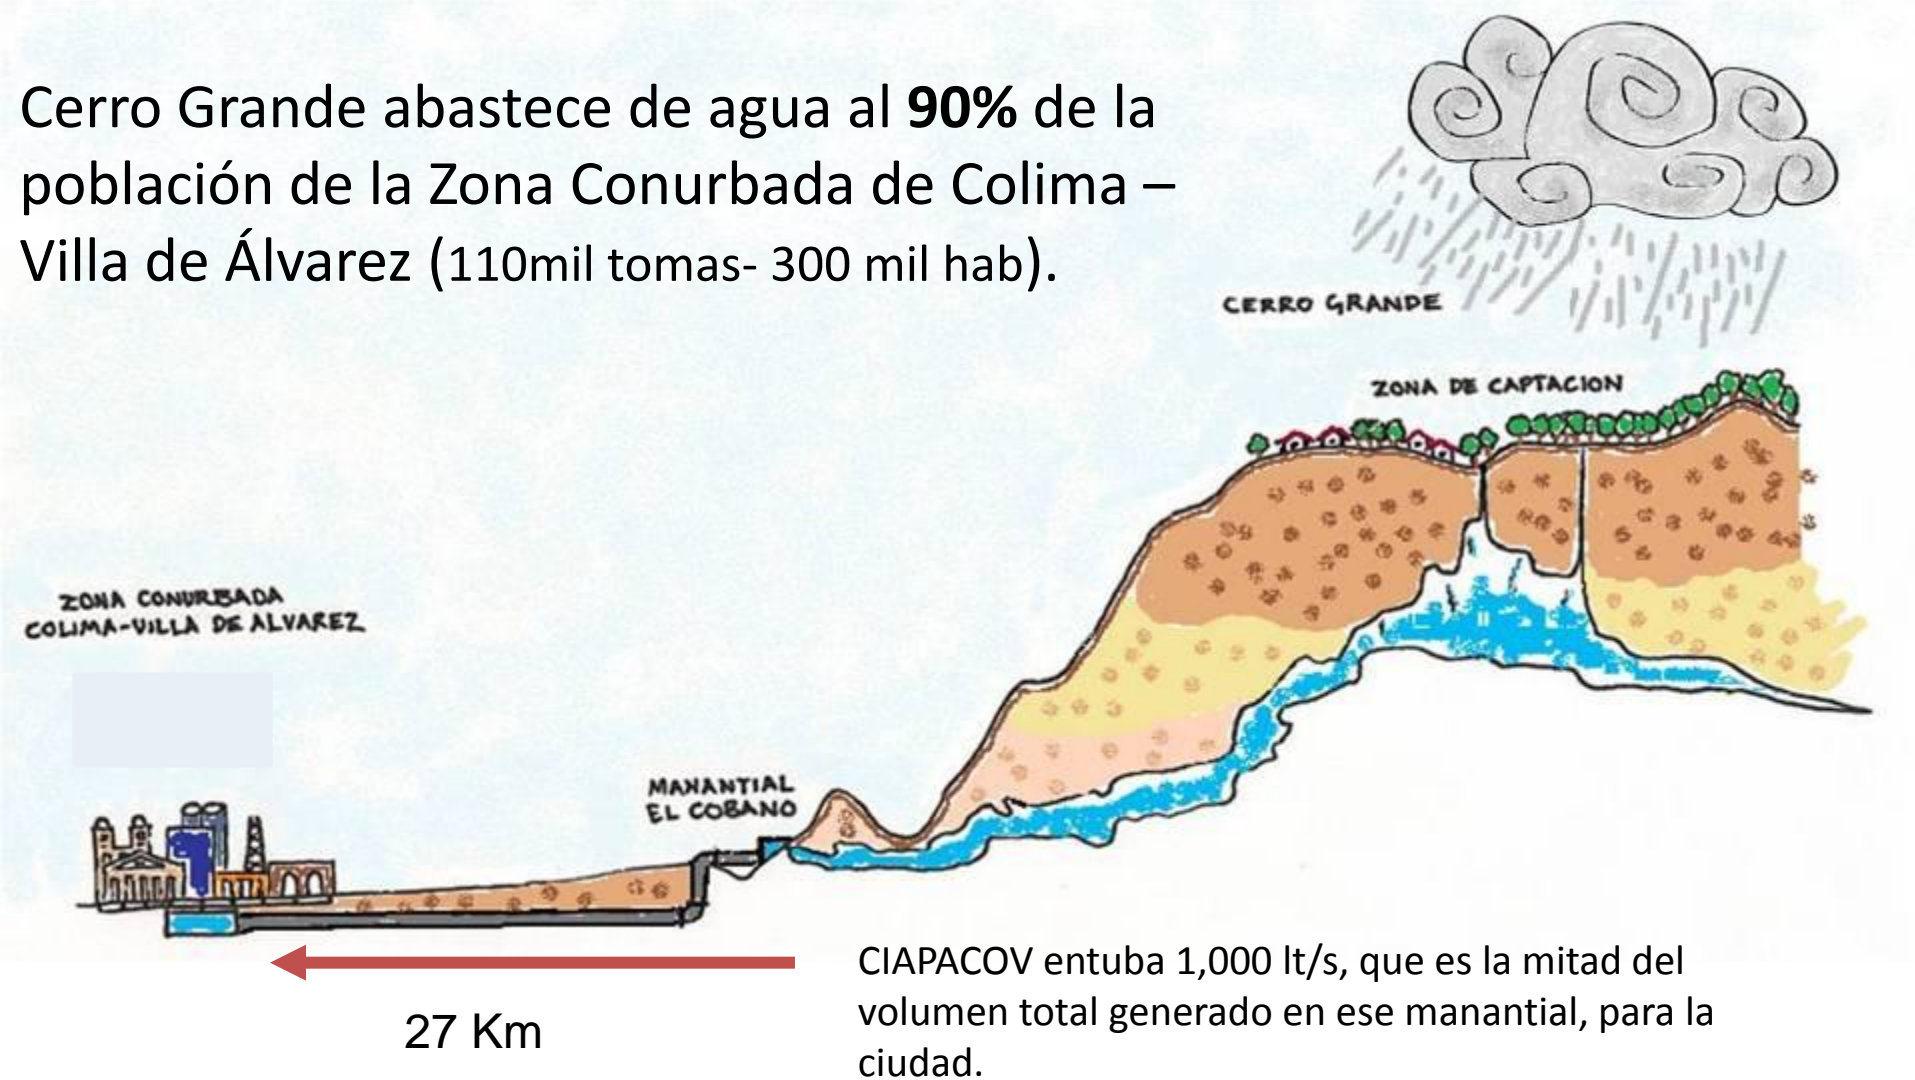 Cerro Grande abastece de agua al 90% de la
población de la Zona Conurbada de Colima –
Villa de Álvarez (110mil tomas- 300 mil hab).
CERRO GRANDE
ZONA DE CAPTACION
ZONA CONURBADA
COLIMA-VILLA DE ALVAREZ
MANANTIAL
EL COBANO
CIAPACOV entuba 1,000 lt/s, que es la mitad del
volumen total generado en ese manantial, para la
ciudad.
27 Km